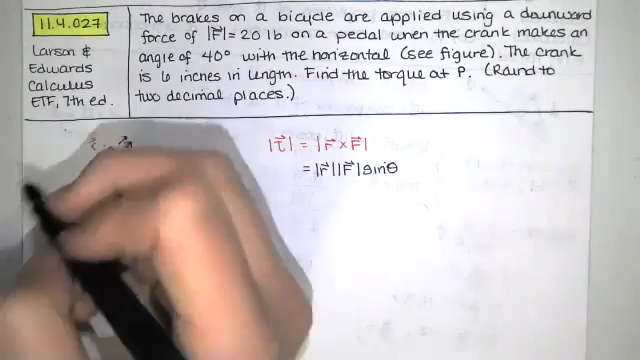 11.4.027
Larson &
Edwards
Calculus
ETF, 7th ed.
The brakes on a bicycle are applied using a downward
force of |F⃗| = 20 lb on a pedal when the crank makes an
angle of 40° with the horizontal (see figure). The crank
is 6 inches in length. Find the torque at P. (Round to
two decimal places.)
|τ⃗| = |r⃗ × F⃗|
= |r⃗||F⃗|sinθ